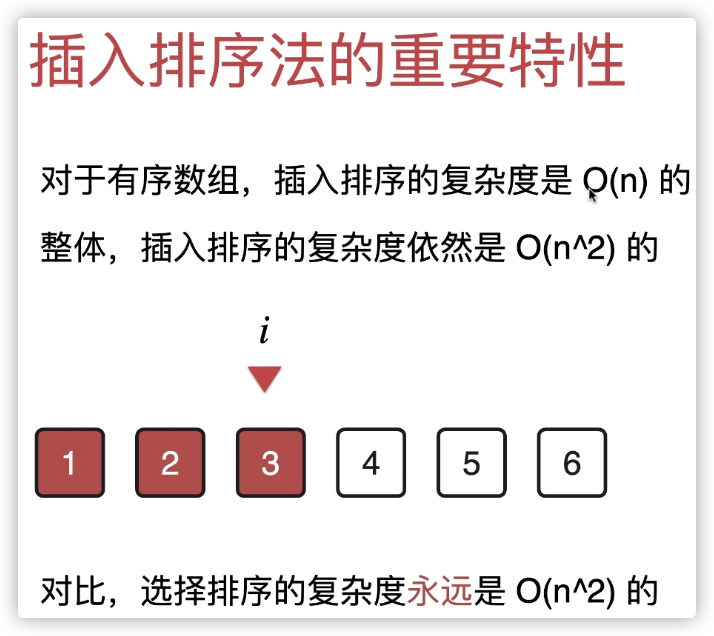 插入排序法的重要特性
对于有序数组，插入排序的复杂度是 O(n) 的
整体，插入排序的复杂度依然是 O(n^2) 的
i
1 2 3 4 5 6
对比，选择排序的复杂度永远是 O(n^2) 的